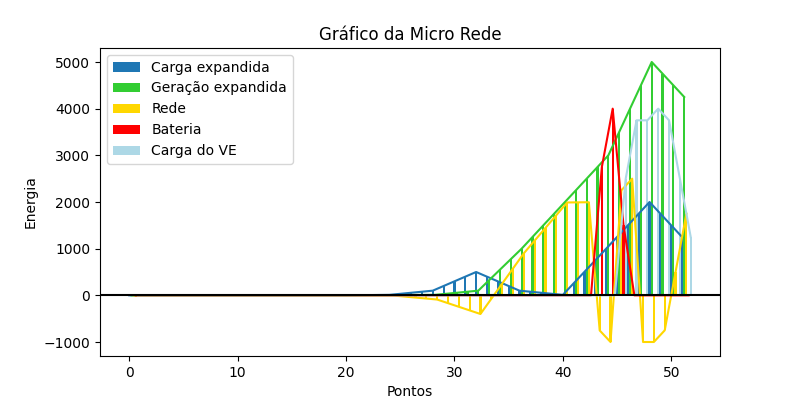 Gráfico da Micro Rede
Carga expandida
Geração expandida
Rede
Bateria
Carga do VE
5000
4000
3000
2000
1000
0
−1000
Energia
0 10 20 30 40 50
Pontos